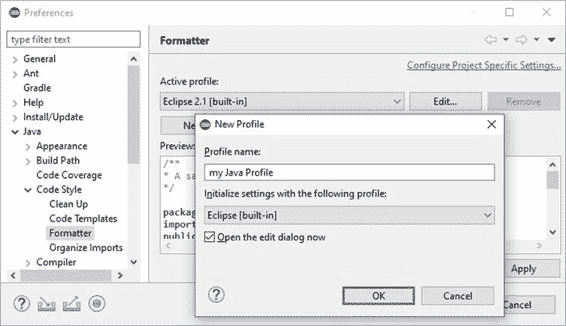 Preferences
type filter text
General
Ant
Gradle
Help
Install/Update
Java
Appearance
Build Path
Code Coverage
Code Style
Clean Up
Code Templates
Formatter
Organize Imports
Compiler
Formatter
Configure Project Specific Settings...
Active profile:
Eclipse 2.1 [built-in]
Edit...
Remove
Ne
Preview:
/**
* A sa
*/
packag
import
public
Apply
Cancel
New Profile
Profile name:
my Java Profile
Initialize settings with the following profile:
Eclipse [built-in]
Open the edit dialog now
OK
Cancel